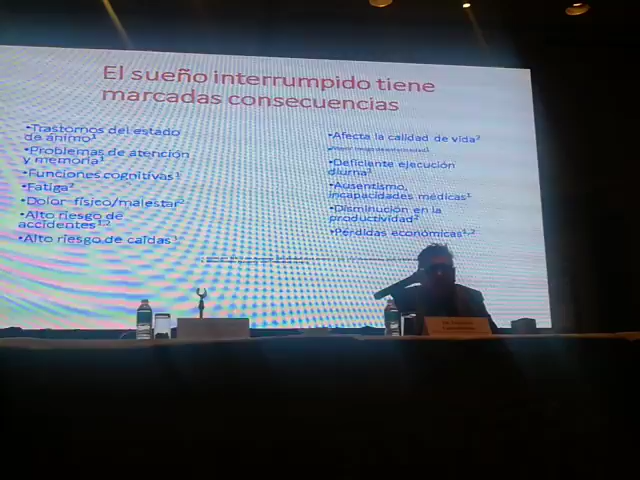 El sueño interrumpido tiene
marcadas consecuencias
•Trastornos del estado
de ánimo¹
•Problemas de atención
y memoria¹
•Funciones cognitivas¹
•Fatiga²
•Dolor físico/malestar²
•Alto riesgo de
accidentes¹,²
•Alto riesgo de caídas³
•Afecta la calidad de vida²
•Deficiente ejecución
diurna²
•Ausentismo,
incapacidades médicas¹
•Disminución en la
productividad²
•Pérdidas económicas¹,²